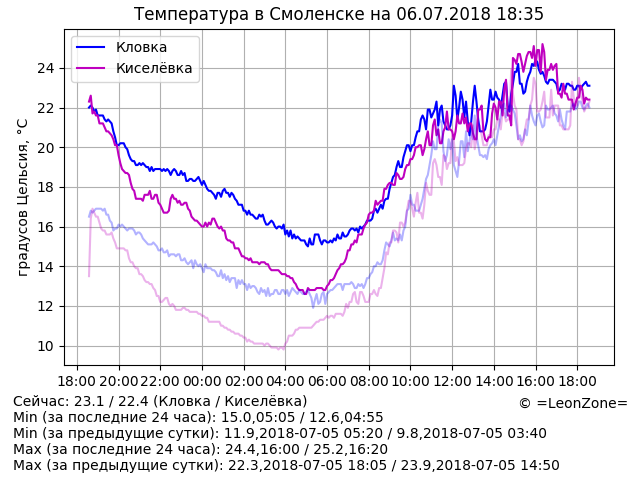 Температура в Смоленске на 06.07.2018 18:35
Кловка
Киселёвка
градусов Цельсия, °C
24
22
20
18
16
14
12
10
18:00 20:00 22:00 00:00 02:00 04:00 06:00 08:00 10:00 12:00 14:00 16:00 18:00
Сейчас: 23.1 / 22.4 (Кловка / Киселёвка)
© =LeonZone=
Min (за последние 24 часа): 15.0,05:05 / 12.6,04:55
Min (за предыдущие сутки): 11.9,2018-07-05 05:20 / 9.8,2018-07-05 03:40
Max (за последние 24 часа): 24.4,16:00 / 25.2,16:20
Max (за предыдущие сутки): 22.3,2018-07-05 18:05 / 23.9,2018-07-05 14:50